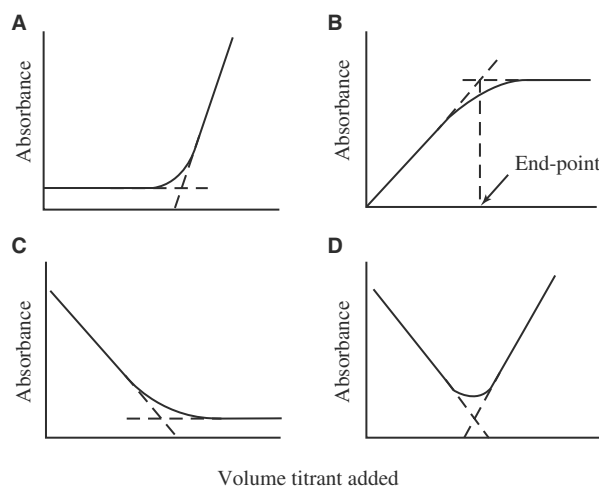 A
Absorbance
B
Absorbance
End-point
C
Absorbance
D
Absorbance
Volume titrant added